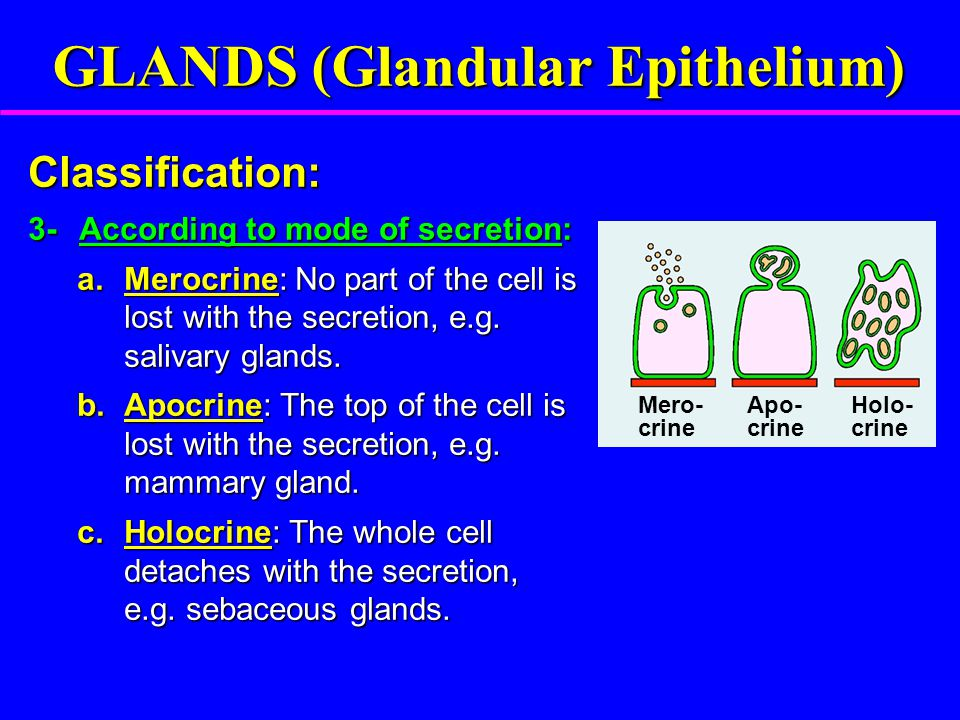 GLANDS (Glandular Epithelium)
Classification:
3- According to mode of secretion:
a. Merocrine: No part of the cell is
lost with the secretion, e.g.
salivary glands.
b. Apocrine: The top of the cell is
lost with the secretion, e.g.
mammary gland.
c. Holocrine: The whole cell
detaches with the secretion,
e.g. sebaceous glands.
Mero-
crine
Apo-
crine
Holo-
crine